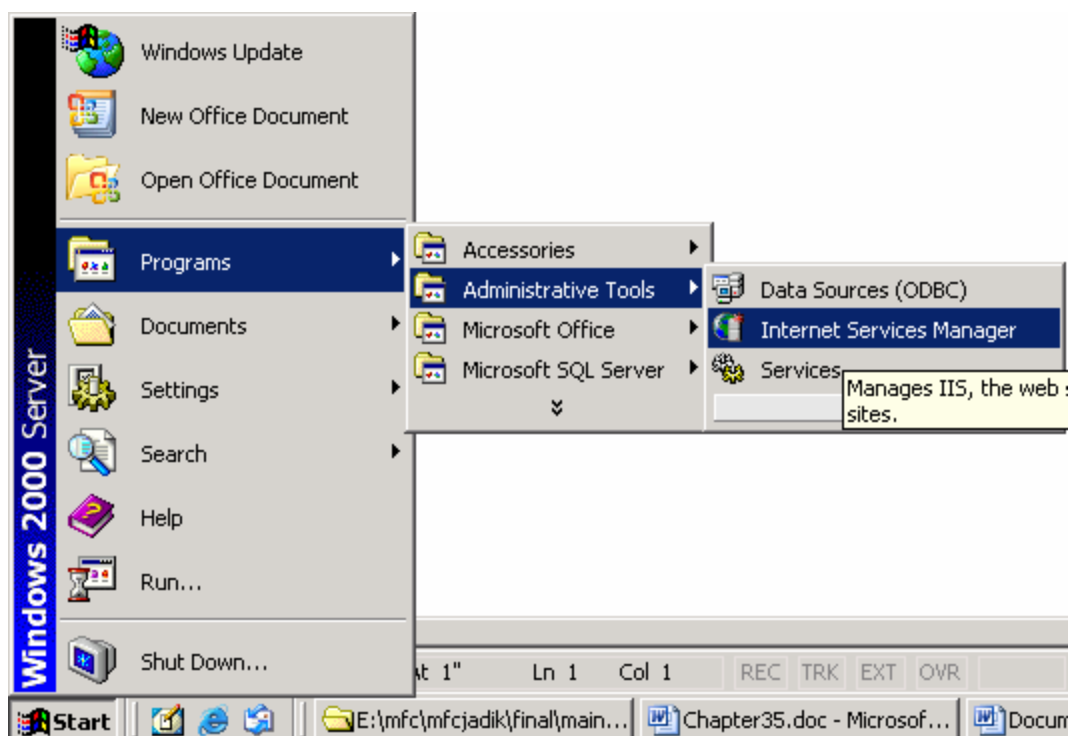 Windows 2000 Server
Windows Update
New Office Document
Open Office Document
Programs
Documents
Settings
Search
Help
Run...
Shut Down...
Accessories
Administrative Tools
Microsoft Office
Microsoft SQL Server
Data Sources (ODBC)
Internet Services Manager
Services
Manages IIS, the web
sites.
At 1" Ln 1 Col 1 REC TRK EXT OVR
Start E:\mfc\mfcjadik\final\main... Chapter35.doc - Microsof... Docum